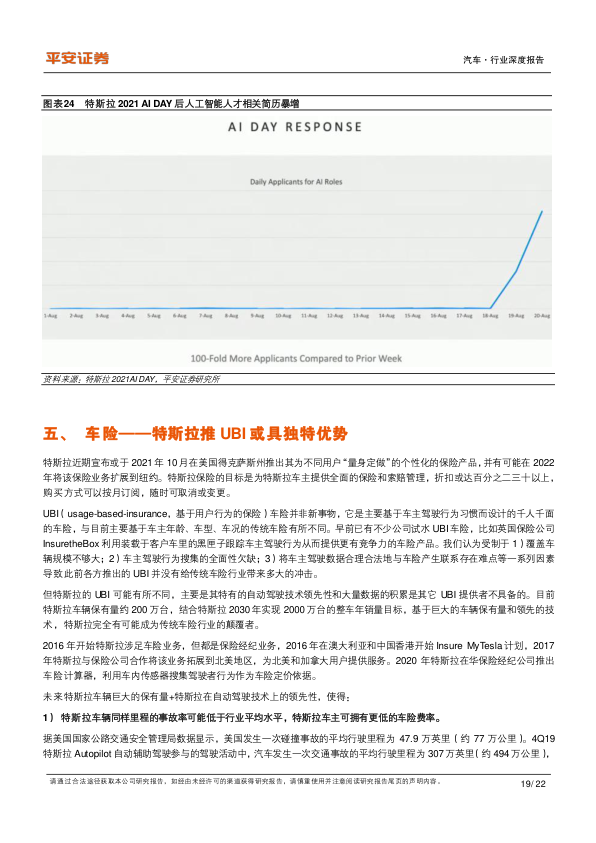 平安证券
汽车·行业深度报告
图表24 特斯拉 2021 AI DAY 后人工智能人才相关简历暴增
AI DAY RESPONSE
Daily Applicants for AI Roles
1-Aug 2-Aug 3-Aug 4-Aug 5-Aug 6-Aug 7-Aug 8-Aug 9-Aug 10-Aug 11-Aug 12-Aug 13-Aug 14-Aug 15-Aug 16-Aug 17-Aug 18-Aug 19-Aug 20-Aug
100-Fold More Applicants Compared to Prior Week
资料来源：特斯拉 2021AI DAY，平安证券研究所
五、 车险——特斯拉推 UBI 或具独特优势
特斯拉近期宣布或于 2021 年 10 月在美国得克萨斯州推出其为不同用户“量身定做”的个性化的保险产品，并有可能在 2022
年将该保险业务扩展到纽约。特斯拉保险的目标是为特斯拉车主提供全面的保险和索赔管理，折扣或达百分之二三十以上，
购买方式可以按月订阅，随时可取消或变更。
UBI（usage-based-insurance，基于用户行为的保险）车险并非新事物，它是主要基于车主驾驶行为习惯而设计的千人千面
的车险，与目前主要基于车主年龄、车型、车况的传统车险有所不同。早前已有不少公司试水 UBI 车险，比如英国保险公司
InsuretheBox 利用装载于客户车里的黑匣子跟踪车主驾驶行为从而提供更有竞争力的车险产品。我们认为受制于 1）覆盖车
辆规模不够大；2）车主驾驶行为搜集的全面性欠缺；3）将车主驾驶数据合理合法地与车险产生联系存在难点等一系列因素
导致此前各方推出的 UBI 并没有给传统车险行业带来多大的冲击。
但特斯拉的 UBI 可能有所不同，主要是其特有的自动驾驶技术领先性和大量数据的积累是其它 UBI 提供者不具备的。目前
特斯拉车辆保有量约 200 万台，结合特斯拉 2030 年实现 2000 万台的整车年销量目标，基于巨大的车辆保有量和领先的技
术，特斯拉完全有可能成为传统车险行业的颠覆者。
2016 年开始特斯拉涉足车险业务，但都是保险经纪业务，2016 年在澳大利亚和中国香港开始 Insure MyTesla 计划，2017
年特斯拉与保险公司合作将该业务拓展到北美地区，为北美和加拿大用户提供服务。2020 年特斯拉在华保险经纪公司推出
车险计算器，利用车内传感器搜集驾驶者行为作为车险定价依据。
未来特斯拉车辆巨大的保有量+特斯拉在自动驾驶技术上的领先性，使得：
1） 特斯拉车辆同样里程的事故率可能低于行业平均水平，特斯拉车主可拥有更低的车险费率。
据美国国家公路交通安全管理局数据显示，美国发生一次碰撞事故的平均行驶里程为 47.9 万英里（约 77 万公里）。4Q19
特斯拉 Autopilot 自动辅助驾驶参与的驾驶活动中，汽车发生一次交通事故的平均行驶里程为 307 万英里（约 494 万公里），
请通过合法途径获取本公司研究报告，如经由未经许可的渠道获得研究报告，请慎重使用并注意阅读研究报告尾页的声明内容。
19/ 22